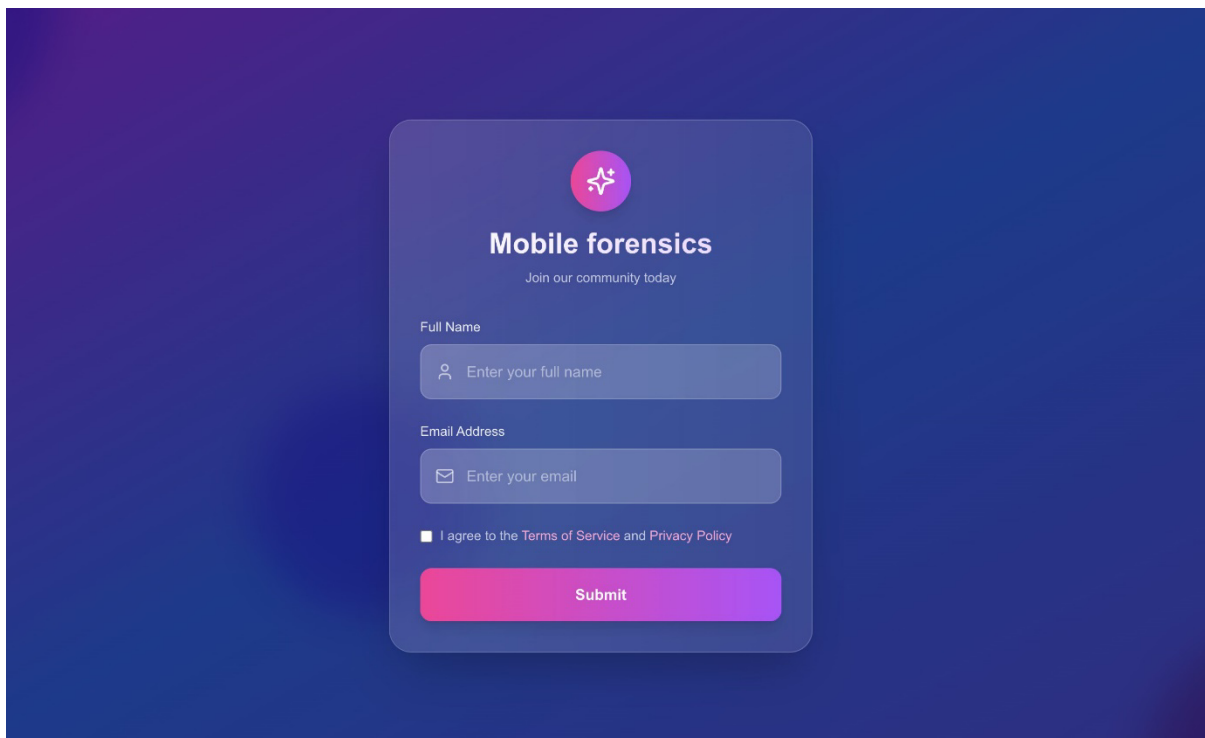 Mobile forensics
Join our community today
Full Name
Enter your full name
Email Address
Enter your email
I agree to the Terms of Service and Privacy Policy
Submit